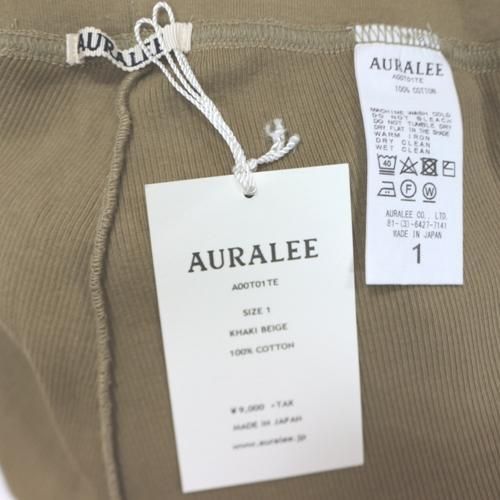 AURALEE
AURALEE
A00T01TE
100% COTTON
MACHINE WASH COLD
DO NOT BLEACH
DO NOT TUMBLE DRY
DRY FLAT IN THE SHADE
WARM IRON
DRY CLEAN
WET CLEAN
40
F W
AURALEE CO., LTD.
81-(3)-6427-7141
MADE IN JAPAN
1
AURALEE
A00T01TE
SIZE 1
KHAKI BEIGE
100% COTTON
¥9,000 +TAX
MADE IN JAPAN
www.auralee.jp